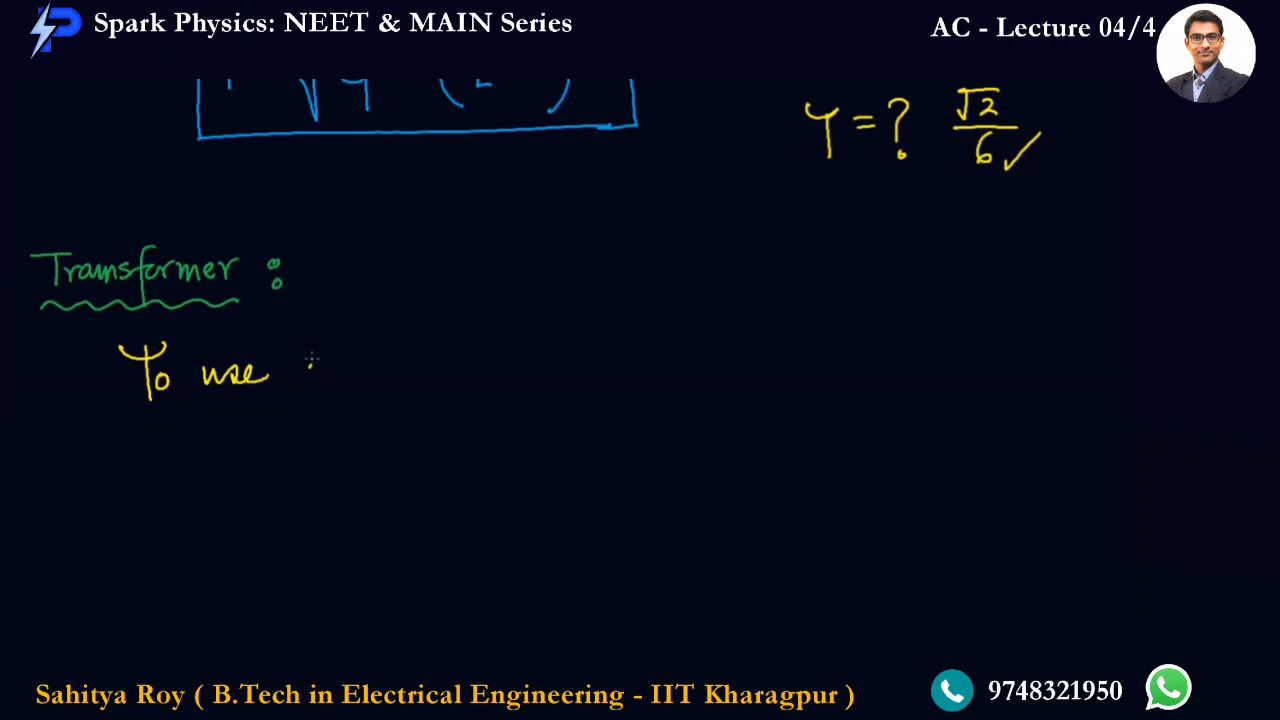 Spark Physics: NEET & MAIN Series
AC - Lecture 04/4
γ = ? √2/6 ✓
Transformer :
To use
Sahitya Roy ( B.Tech in Electrical Engineering - IIT Kharagpur )
9748321950